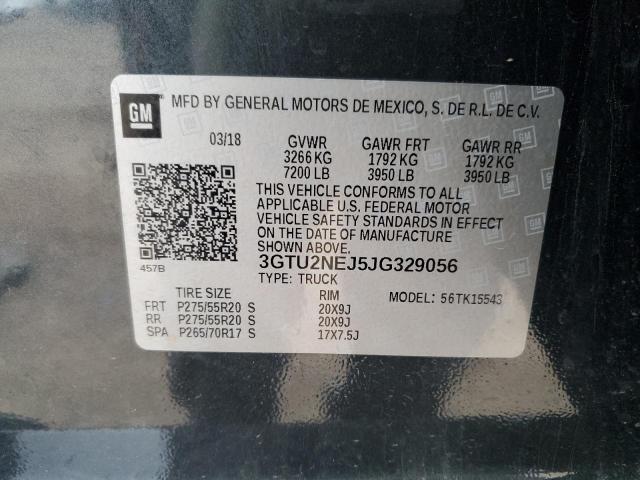 GM
MFD BY GENERAL MOTORS DE MEXICO, S. DE R.L. DE C.V.
03/18 GVWR GAWR FRT GAWR RR
3266 KG 1792 KG 1792 KG
7200 LB 3950 LB 3950 LB
THIS VEHICLE CONFORMS TO ALL
APPLICABLE U.S. FEDERAL MOTOR
VEHICLE SAFETY STANDARDS IN EFFECT
ON THE DATE OF MANUFACTURE
SHOWN ABOVE.
457B
3GTU2NEJ5JG329056
TYPE: TRUCK
TIRE SIZE RIM MODEL: 56TK15543
FRT P275/55R20 S 20X9J
RR P275/55R20 S 20X9J
SPA P265/70R17 S 17X7.5J